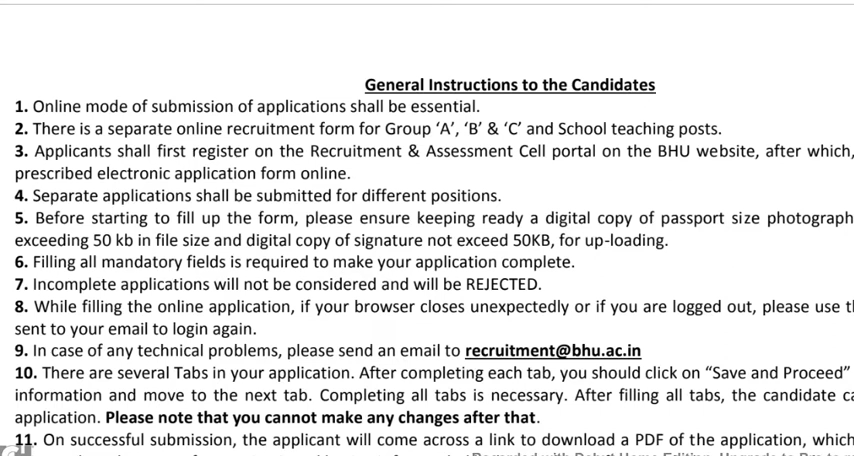 General Instructions to the Candidates
1. Online mode of submission of applications shall be essential.
2. There is a separate online recruitment form for Group ‘A’, ‘B’ & ‘C’ and School teaching posts.
3. Applicants shall first register on the Recruitment & Assessment Cell portal on the BHU website, after which,
prescribed electronic application form online.
4. Separate applications shall be submitted for different positions.
5. Before starting to fill up the form, please ensure keeping ready a digital copy of passport size photograph
exceeding 50 kb in file size and digital copy of signature not exceed 50KB, for up-loading.
6. Filling all mandatory fields is required to make your application complete.
7. Incomplete applications will not be considered and will be REJECTED.
8. While filling the online application, if your browser closes unexpectedly or if you are logged out, please use
sent to your email to login again.
9. In case of any technical problems, please send an email to recruitment@bhu.ac.in
10. There are several Tabs in your application. After completing each tab, you should click on “Save and Proceed”
information and move to the next tab. Completing all tabs is necessary. After filling all tabs, the candidate
application. Please note that you cannot make any changes after that.
11. On successful submission, the applicant will come across a link to download a PDF of the application, which